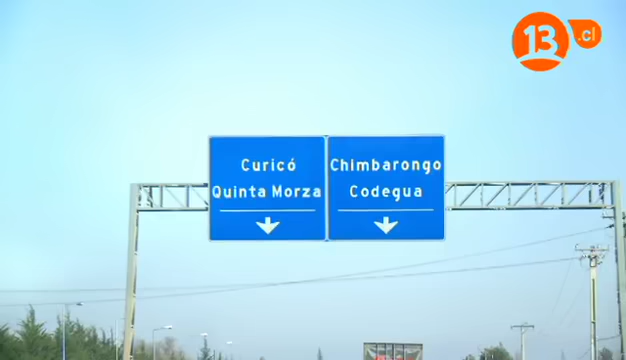 13.cl
Curicó
Quinta Morza
Chimbarongo
Codegua